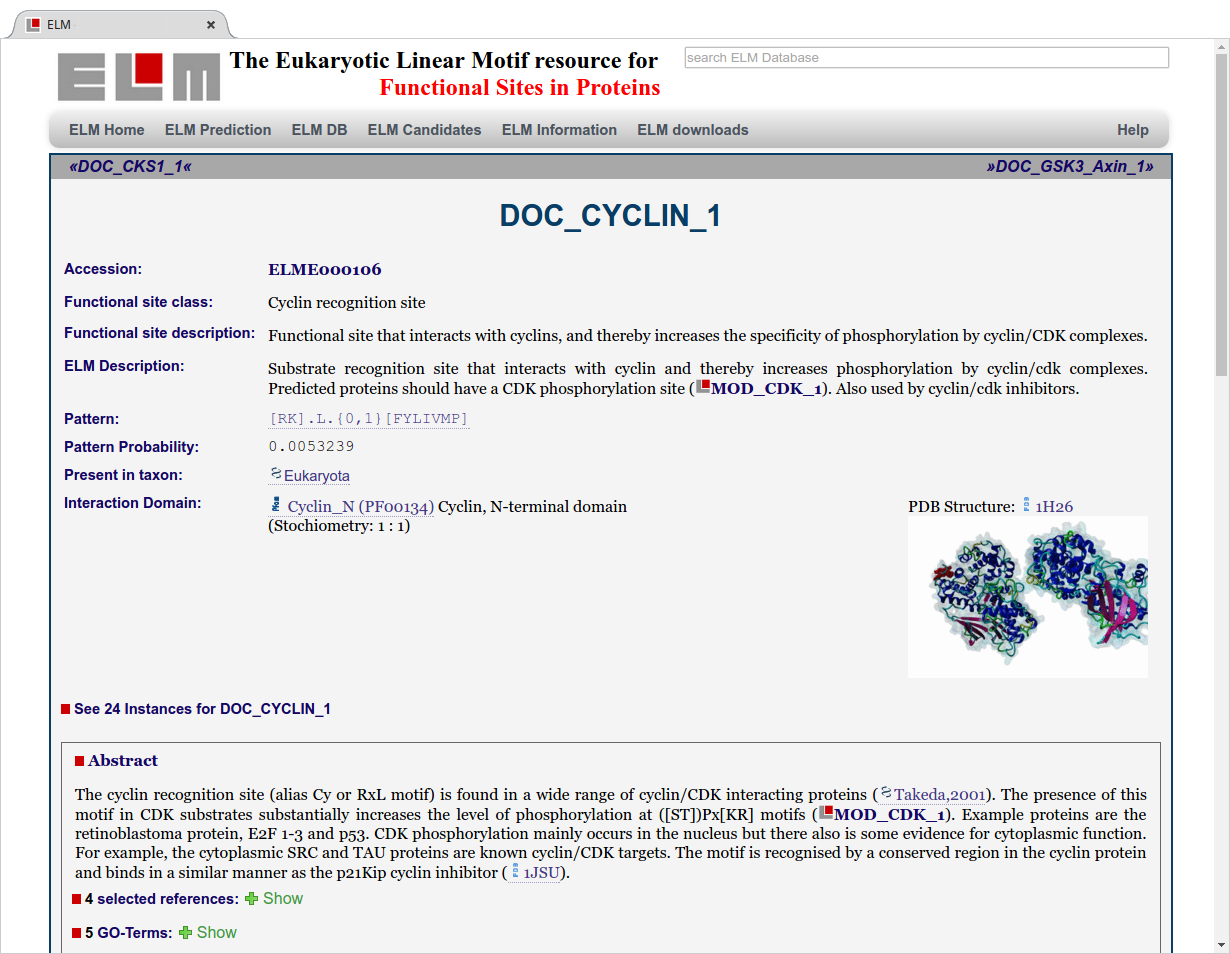 ELM
ELM
The Eukaryotic Linear Motif resource for
Functional Sites in Proteins
search ELM Database
ELM Home ELM Prediction ELM DB ELM Candidates ELM Information ELM downloads Help
«DOC_CKS1_1« »DOC_GSK3_Axin_1»
DOC_CYCLIN_1
Accession: ELME000106
Functional site class: Cyclin recognition site
Functional site description: Functional site that interacts with cyclins, and thereby increases the specificity of phosphorylation by cyclin/CDK complexes.
ELM Description: Substrate recognition site that interacts with cyclin and thereby increases phosphorylation by cyclin/cdk complexes.
Predicted proteins should have a CDK phosphorylation site (MOD_CDK_1). Also used by cyclin/cdk inhibitors.
Pattern: [RK].L.{0,1}[FYLIVMP]
Pattern Probability: 0.0053239
Present in taxon: Eukaryota
Interaction Domain: Cyclin_N (PF00134) Cyclin, N-terminal domain
(Stochiometry: 1 : 1)
PDB Structure: 1H26
See 24 Instances for DOC_CYCLIN_1
Abstract
The cyclin recognition site (alias Cy or RxL motif) is found in a wide range of cyclin/CDK interacting proteins (Takeda,2001). The presence of this
motif in CDK substrates substantially increases the level of phosphorylation at ([ST])Px[KR] motifs (MOD_CDK_1). Example proteins are the
retinoblastoma protein, E2F 1-3 and p53. CDK phosphorylation mainly occurs in the nucleus but there also is some evidence for cytoplasmic function.
For example, the cytoplasmic SRC and TAU proteins are known cyclin/CDK targets. The motif is recognised by a conserved region in the cyclin protein
and binds in a similar manner as the p21Kip cyclin inhibitor (1JSU).
4 selected references: Show
5 GO-Terms: Show